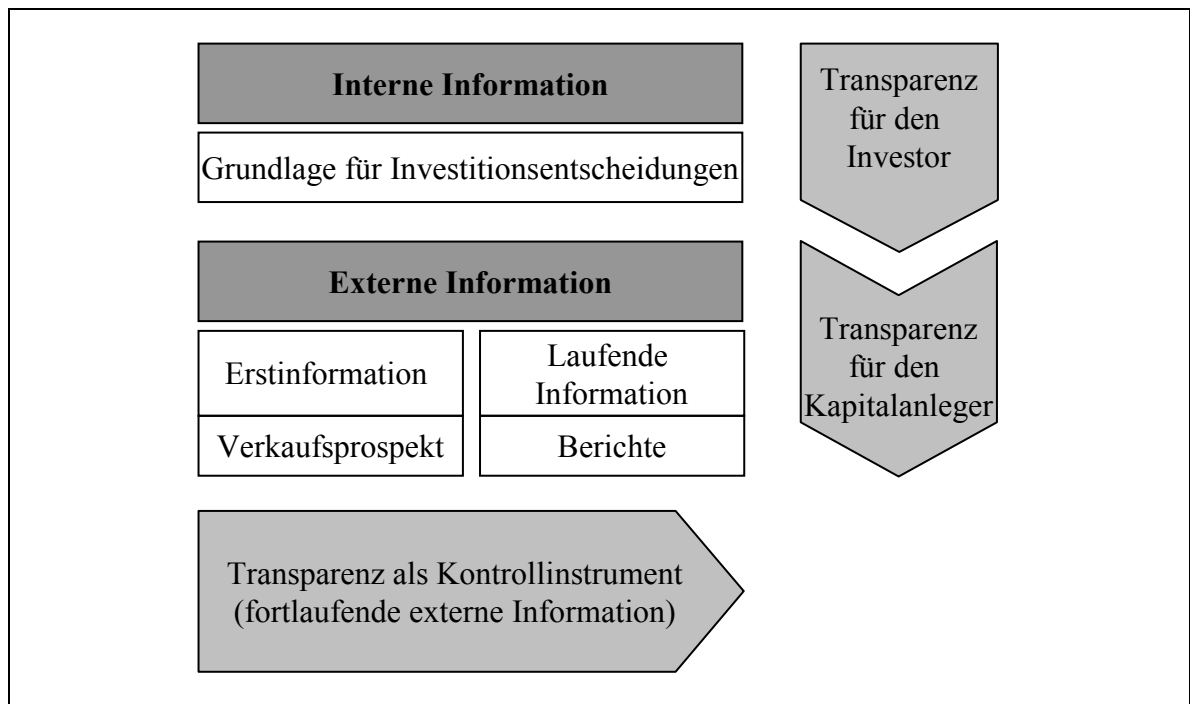 Interne Information
Grundlage für Investitionsentscheidungen
Transparenz
für den
Investor
Externe Information
Erstinformation
Laufende
Information
Verkaufsprospekt
Berichte
Transparenz
für den
Kapitalanleger
Transparenz als Kontrollinstrument
(fortlaufende externe Information)